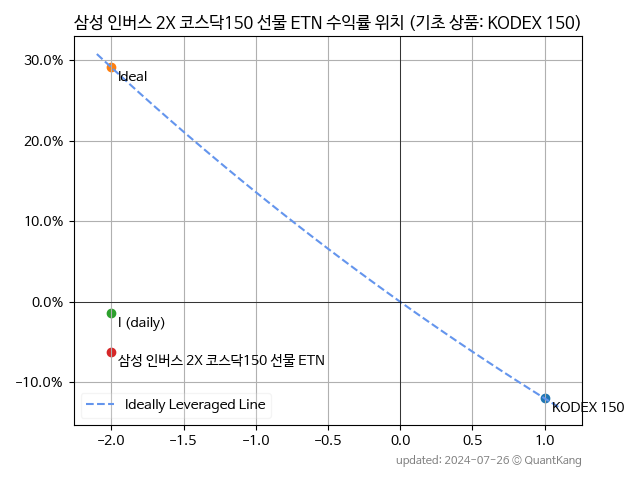 삼성 인버스 2X 코스닥150 선물 ETN 수익률 위치 (기초 상품: KODEX 150)
30.0%
Ideal
20.0%
10.0%
0.0%
I (daily)
삼성 인버스 2X 코스닥150 선물 ETN
−10.0%
Ideally Leveraged Line
KODEX 150
−2.0 −1.5 −1.0 −0.5 0.0 0.5 1.0
updated: 2024-07-26 © QuantKang